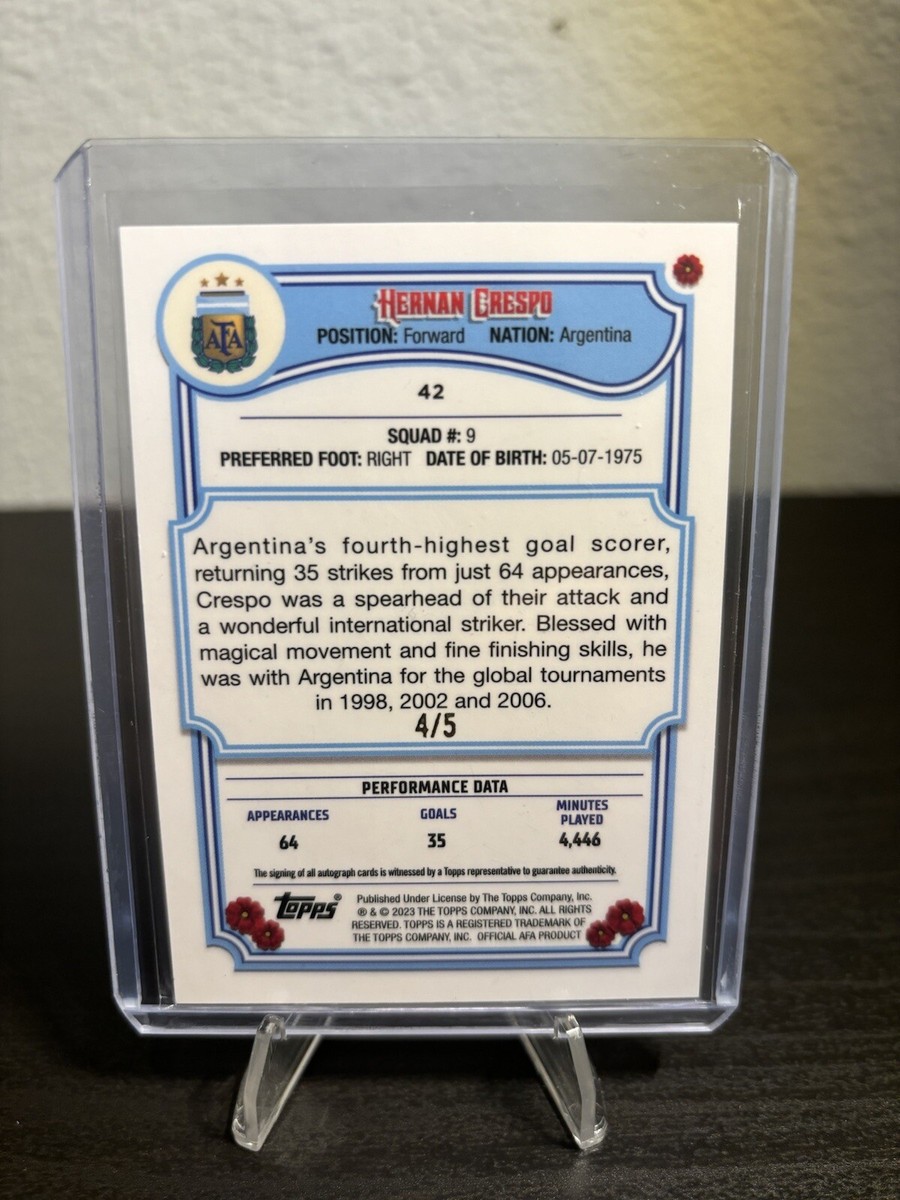 AFA
HERNAN CRESPO
POSITION: Forward NATION: Argentina
42
SQUAD #: 9
PREFERRED FOOT: RIGHT DATE OF BIRTH: 05-07-1975
Argentina's fourth-highest goal scorer,
returning 35 strikes from just 64 appearances,
Crespo was a spearhead of their attack and
a wonderful international striker. Blessed with
magical movement and fine finishing skills, he
was with Argentina for the global tournaments
in 1998, 2002 and 2006.
4/5
PERFORMANCE DATA
APPEARANCES GOALS MINUTES PLAYED
64 35 4,446
The signing of all autograph cards is witnessed by a Topps representative to guarantee authenticity.
topps®
Published Under License by The Topps Company, Inc.
® & © 2023 THE TOPPS COMPANY, INC. ALL RIGHTS
RESERVED. TOPPS IS A REGISTERED TRADEMARK OF
THE TOPPS COMPANY, INC. OFFICIAL AFA PRODUCT